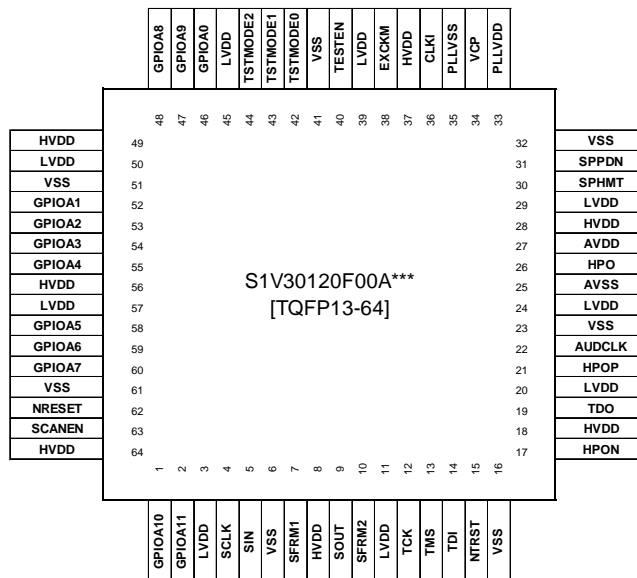 GPIOA8
GPIOA9
GPIOA0
LVDD
TSTMODE2
TSTMODE1
TSTMODE0
VSS
TESTEN
LVDD
EXCKM
HVDD
CLKI
PLLVSS
VCP
PLLVDD
48 47 46 45 44 43 42 41 40 39 38 37 36 35 34 33
HVDD 49 32 VSS
LVDD 50 31 SPPDN
VSS 51 30 SPHMT
GPIOA1 52 29 LVDD
GPIOA2 53 28 HVDD
GPIOA3 54 27 AVDD
GPIOA4 55 26 HPO
HVDD 56 25 AVSS
LVDD 57 24 LVDD
GPIOA5 58 23 VSS
GPIOA6 59 22 AUDCLK
GPIOA7 60 21 HPOP
VSS 61 20 LVDD
NRESET 62 19 TDO
SCANEN 63 18 HVDD
HVDD 64 17 HPON
S1V30120F00A***
[TQFP13-64]
1 2 3 4 5 6 7 8 9 10 11 12 13 14 15 16
GPIOA10
GPIOA11
LVDD
SCLK
SIN
VSS
SFRM1
HVDD
SOUT
SFRM2
LVDD
TCK
TMS
TDI
NTRST
VSS